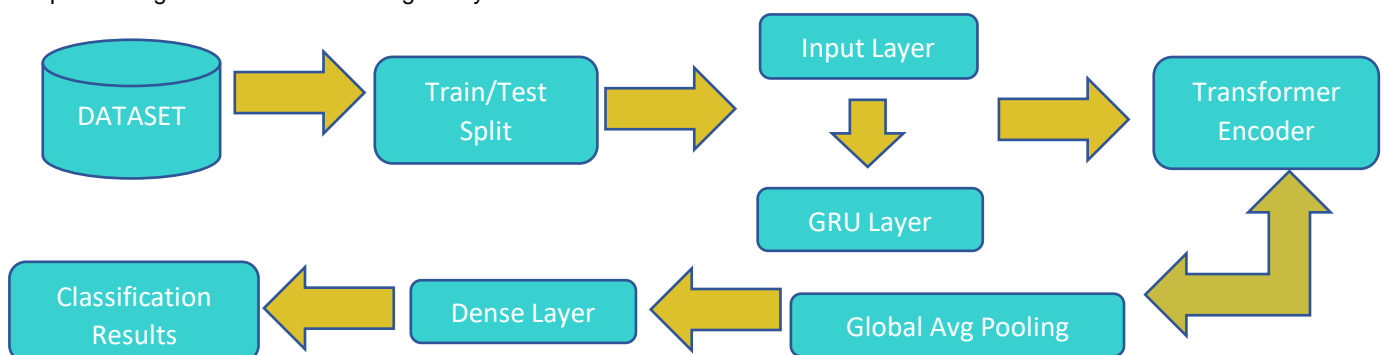 DATASET
Train/Test
Split
Input Layer
GRU Layer
Transformer
Encoder
Global Avg Pooling
Dense Layer
Classification
Results